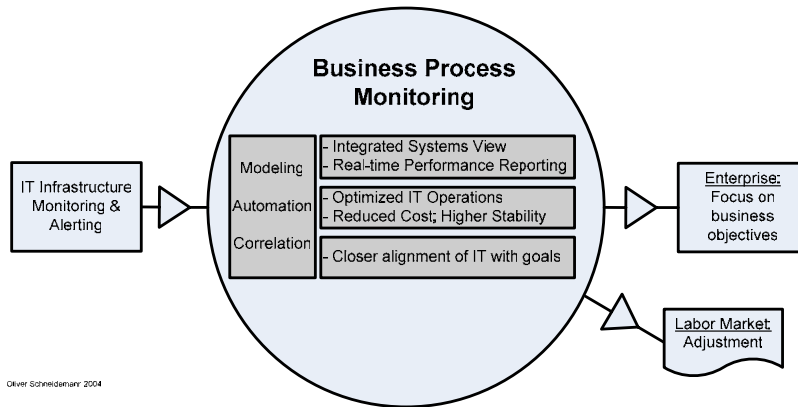 Business Process
Monitoring
IT Infrastructure
Monitoring &
Alerting
Modeling
Automation
Correlation
- Integrated Systems View
- Real-time Performance Reporting
- Optimized IT Operations
- Reduced Cost; Higher Stability
- Closer alignment of IT with goals
Enterprise:
Focus on
business
objectives
Labor Market:
Adjustment
Oliver Schneidemann 2004